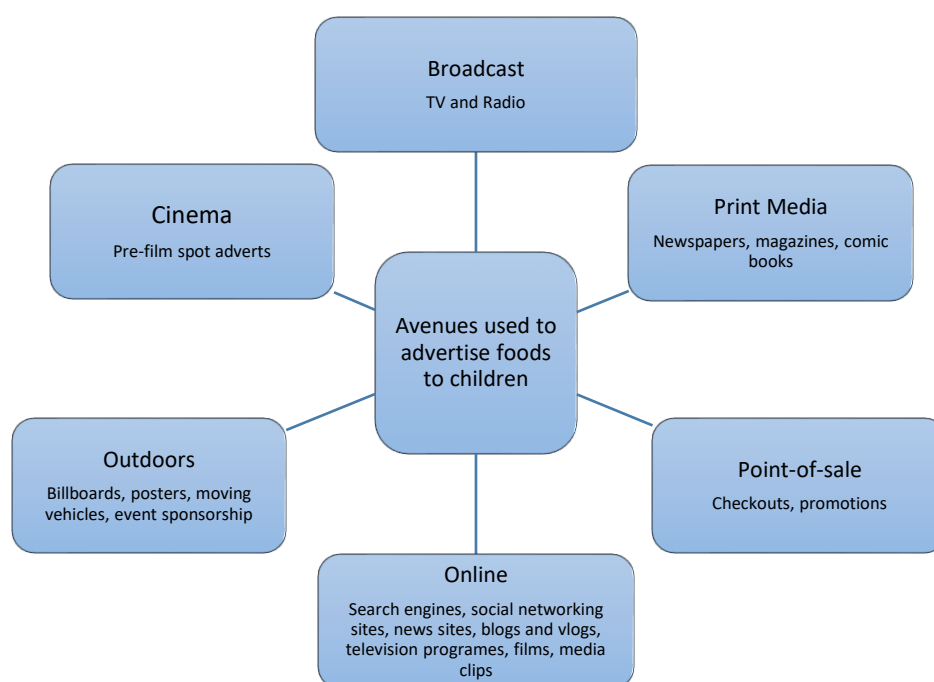 Broadcast
TV and Radio
Cinema
Pre-film spot adverts
Print Media
Newspapers, magazines, comic
books
Avenues used to
advertise foods
to children
Outdoors
Billboards, posters, moving
vehicles, event sponsorship
Point-of-sale
Checkouts, promotions
Online
Search engines, social networking
sites, news sites, blogs and vlogs,
television programes, films, media
clips